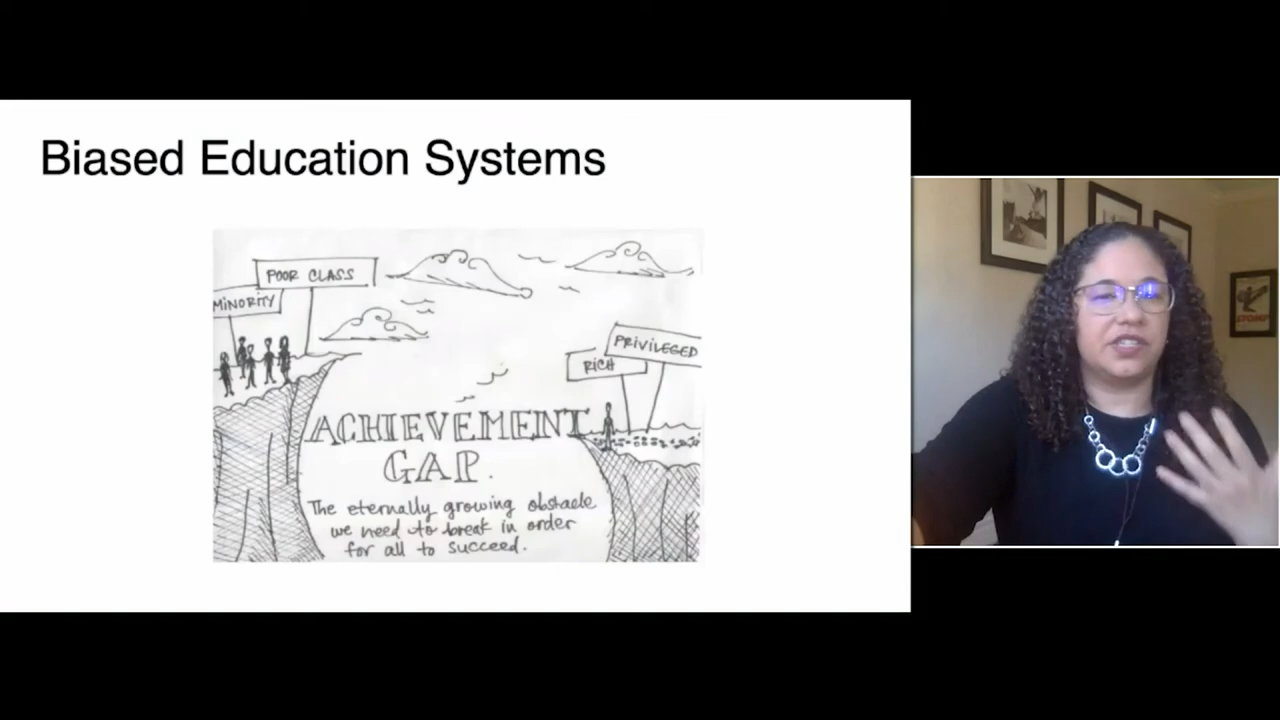 Biased Education Systems
POOR CLASS
MINORITY
PRIVILEGED
RICH
ACHIEVEMENT
GAP.
The eternally growing obstacle
we need to break in order
for all to succeed.
STOMP